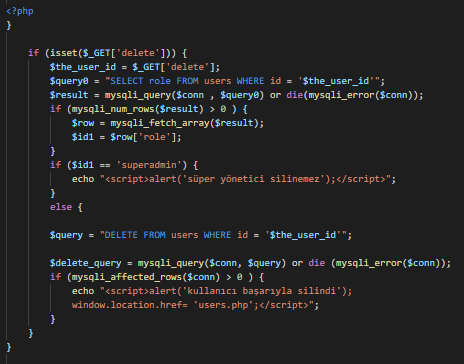 <?php
}
if (isset($_GET['delete'])) {
$the_user_id = $_GET['delete'];
$query0 = "SELECT role FROM users WHERE id = '$the_user_id'";
$result = mysqli_query($conn , $query0) or die(mysqli_error($conn));
if (mysqli_num_rows($result) > 0 ) {
$row = mysqli_fetch_array($result);
$id1 = $row['role'];
}
if ($id1 == 'superadmin') {
echo "<script>alert('süper yönetici silinemez');</script>";
}
else {
$query = "DELETE FROM users WHERE id = '$the_user_id'";
$delete_query = mysqli_query($conn, $query) or die (mysqli_error($conn));
if (mysqli_affected_rows($conn) > 0 ) {
echo "<script>alert('kullanıcı başarıyla silindi');
window.location.href= 'users.php';</script>";
}
}
}